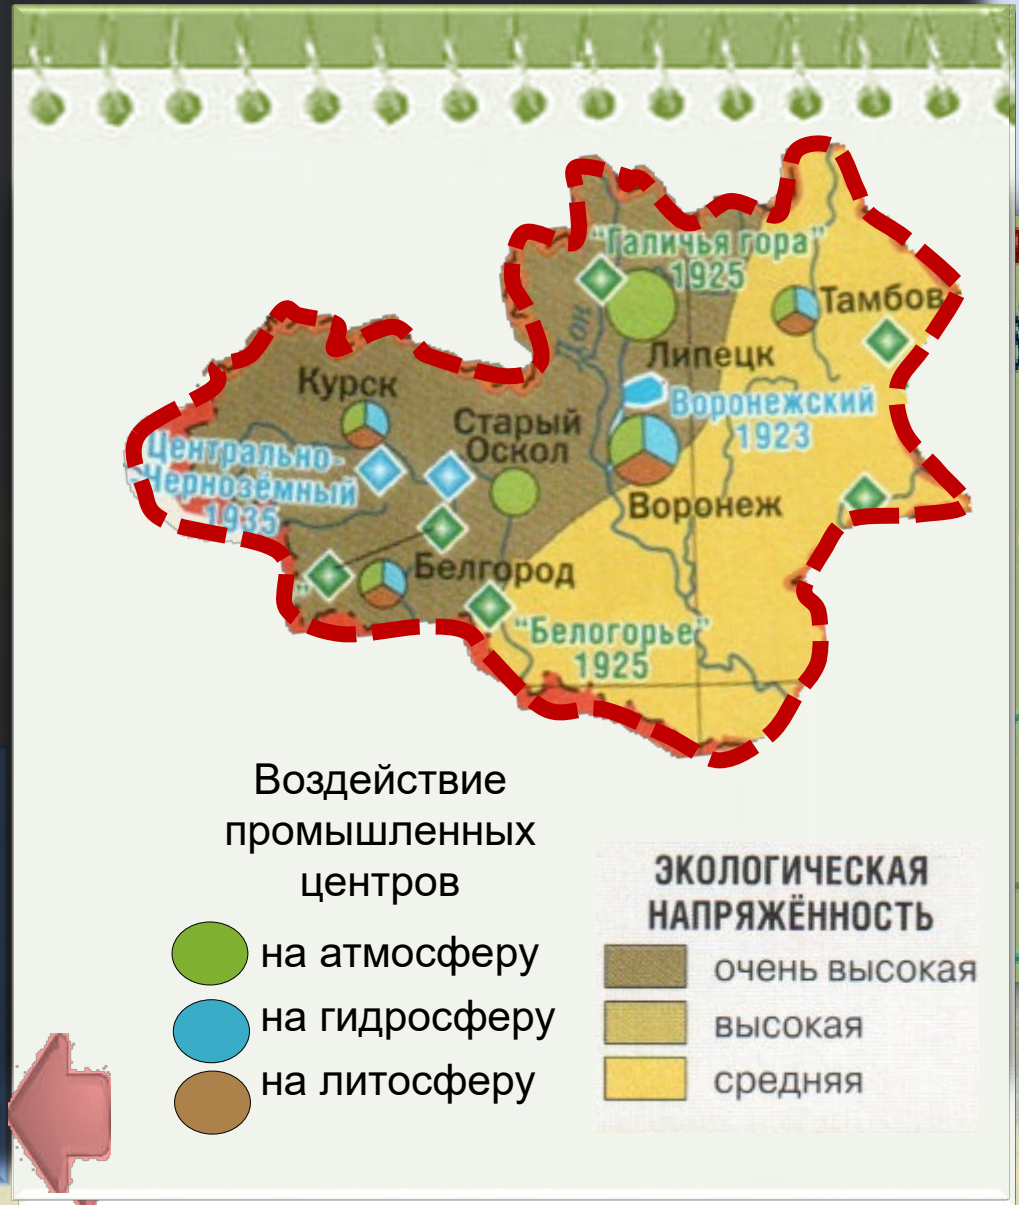 "Галичья гора"
1925
Тамбов
Дон
Липецк
Курск
Воронежский
1923
Старый
Оскол
Центрально-
Чернозёмный
1935
Воронеж
Белгород
"
"Белогорье"
1925
Воздействие
промышленных
центров
на атмосферу
на гидросферу
на литосферу
ЭКОЛОГИЧЕСКАЯ
НАПРЯЖЁННОСТЬ
очень высокая
высокая
средняя